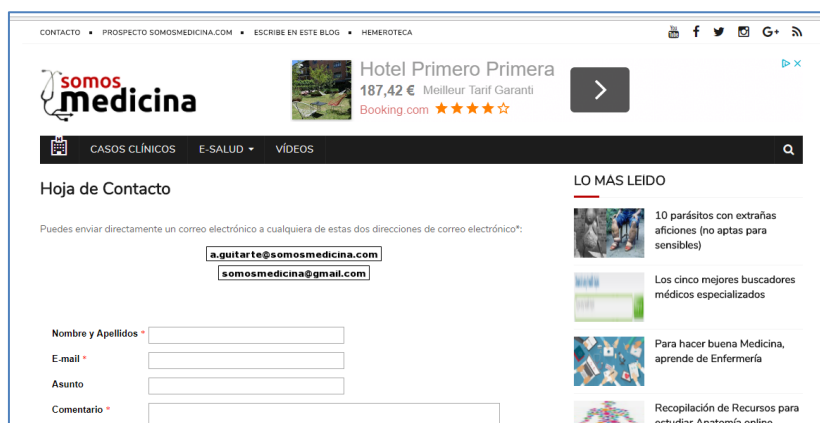 CONTACTO ▪ PROSPECTO SOMOSMEDICINA.COM ▪ ESCRIBE EN ESTE BLOG ▪ HEMEROTECA
You Tube f G+
somos
medicina
Hotel Primero Primera
187,42 € Meilleur Tarif Garanti
Booking.com ★★★★☆
CASOS CLÍNICOS E-SALUD VÍDEOS
Hoja de Contacto
Puedes enviar directamente un correo electrónico a cualquiera de estas dos direcciones de correo electrónico*:
a.guitarte@somosmedicina.com
somosmedicina@gmail.com
Nombre y Apellidos *
E-mail *
Asunto
Comentario *
LO MAS LEIDO
10 parásitos con extrañas
aficiones (no aptas para
sensibles)
Los cinco mejores buscadores
médicos especializados
Para hacer buena Medicina,
aprende de Enfermería
Recopilación de Recursos para
estudiar Anatomía online